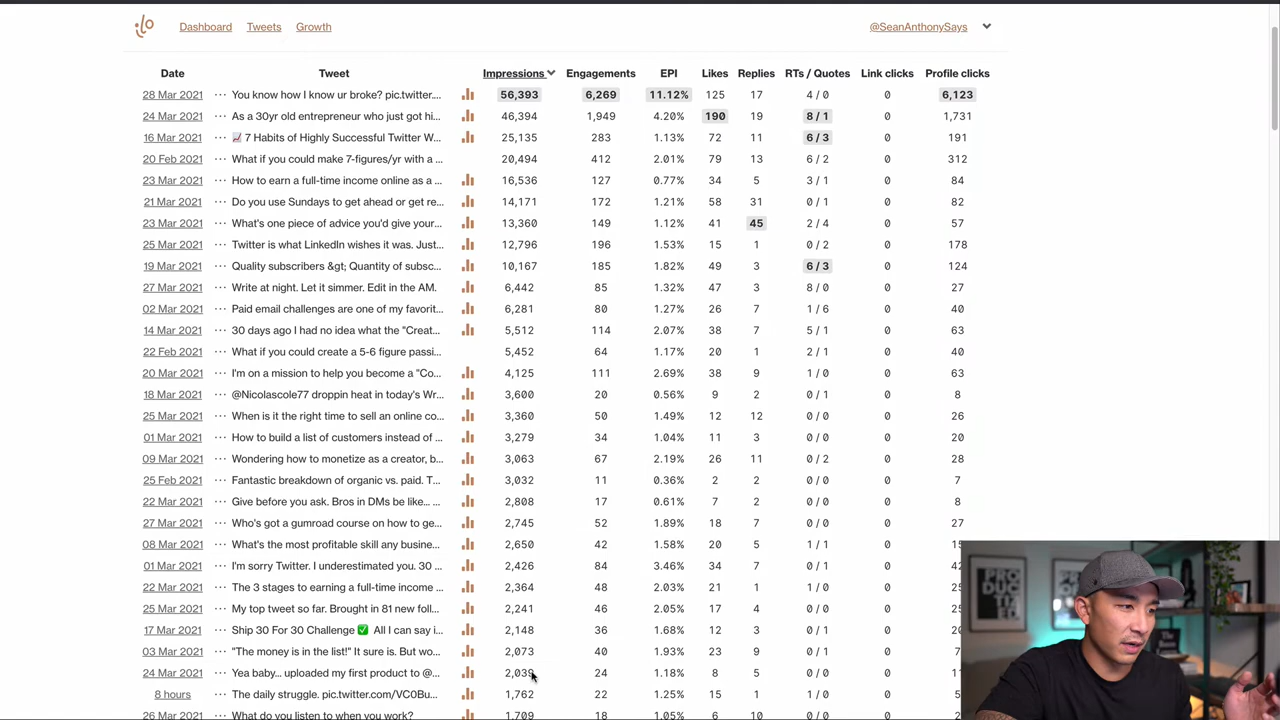 ilo Dashboard Tweets Growth @SeanAnthonySays
Date Tweet Impressions Engagements EPI Likes Replies RTs / Quotes Link clicks Profile clicks
28 Mar 2021 ··· You know how I know ur broke? pic.twitter.... 56,393 6,269 11.12% 125 17 4 / 0 0 6,123
24 Mar 2021 ··· As a 30yr old entrepreneur who just got hi... 46,394 1,949 4.20% 190 19 8 / 1 0 1,731
16 Mar 2021 ··· 📈 7 Habits of Highly Successful Twitter W... 25,135 283 1.13% 72 11 6 / 3 0 191
20 Feb 2021 ··· What if you could make 7-figures/yr with a ... 20,494 412 2.01% 79 13 6 / 2 0 312
23 Mar 2021 ··· How to earn a full-time income online as a ... 16,536 127 0.77% 34 5 3 / 1 0 84
21 Mar 2021 ··· Do you use Sundays to get ahead or get re... 14,171 172 1.21% 58 31 0 / 1 0 82
23 Mar 2021 ··· What's one piece of advice you'd give your... 13,360 149 1.12% 41 45 2 / 4 0 57
25 Mar 2021 ··· Twitter is what LinkedIn wishes it was. Just... 12,796 196 1.53% 15 1 0 / 2 0 178
19 Mar 2021 ··· Quality subscribers &gt; Quantity of subsc... 10,167 185 1.82% 49 3 6 / 3 0 124
27 Mar 2021 ··· Write at night. Let it simmer. Edit in the AM. 6,442 85 1.32% 47 3 8 / 0 0 27
02 Mar 2021 ··· Paid email challenges are one of my favorit... 6,281 80 1.27% 26 7 1 / 6 0 40
14 Mar 2021 ··· 30 days ago I had no idea what the "Creat... 5,512 114 2.07% 38 7 5 / 1 0 63
22 Feb 2021 ··· What if you could create a 5-6 figure passi... 5,452 64 1.17% 20 1 2 / 1 0 40
20 Mar 2021 ··· I'm on a mission to help you become a "Co... 4,125 111 2.69% 38 9 1 / 0 0 63
18 Mar 2021 ··· @Nicolascole77 droppin heat in today's Wr... 3,600 20 0.56% 9 2 0 / 1 0 8
25 Mar 2021 ··· When is it the right time to sell an online co... 3,360 50 1.49% 12 12 0 / 0 0 26
01 Mar 2021 ··· How to build a list of customers instead of ... 3,279 34 1.04% 11 3 0 / 0 0 20
09 Mar 2021 ··· Wondering how to monetize as a creator, b... 3,063 67 2.19% 26 11 0 / 2 0 28
25 Feb 2021 ··· Fantastic breakdown of organic vs. paid. T... 3,032 11 0.36% 2 2 0 / 0 0 7
22 Mar 2021 ··· Give before you ask. Bros in DMs be like... ... 2,808 17 0.61% 7 2 0 / 0 0 8
27 Mar 2021 ··· Who's got a gumroad course on how to ge... 2,745 52 1.89% 18 7 0 / 0 0 27
08 Mar 2021 ··· What's the most profitable skill any busine... 2,650 42 1.58% 20 5 1 / 1 0
01 Mar 2021 ··· I'm sorry Twitter. I underestimated you. 30 ... 2,426 84 3.46% 34 7 0 / 1 0
22 Mar 2021 ··· The 3 stages to earning a full-time income ... 2,364 48 2.03% 21 1 1 / 0 0
25 Mar 2021 ··· My top tweet so far. Brought in 81 new foll... 2,241 46 2.05% 17 4 0 / 0 0
17 Mar 2021 ··· Ship 30 For 30 Challenge ✅ All I can say i... 2,148 36 1.68% 12 3 0 / 1 0
03 Mar 2021 ··· "The money is in the list!" It sure is. But wo... 2,073 40 1.93% 23 9 0 / 1 0
24 Mar 2021 ··· Yea baby... uploaded my first product to @... 2,039 24 1.18% 8 5 0 / 0 0
8 hours ··· The daily struggle. pic.twitter.com/VC0Bu... 1,762 22 1.25% 15 1 0 / 0 0
26 Mar 2021 ··· What do you listen to when you work? 1,709 18 1.05% 6 10 0 / 0 0